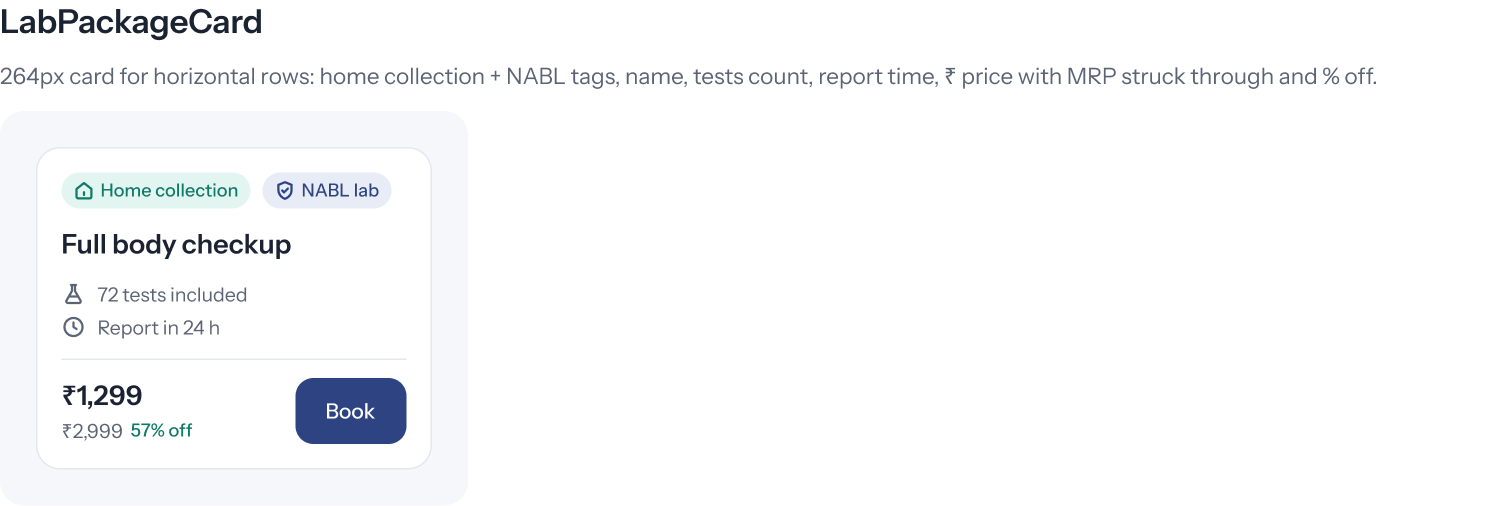 LabPackageCard
264px card for horizontal rows: home collection + NABL tags, name, tests count, report time, ₹ price with MRP struck through and % off.
Home collection NABL lab
Full body checkup
72 tests included
Report in 24 h
₹1,299
Book
₹2,999 57% off